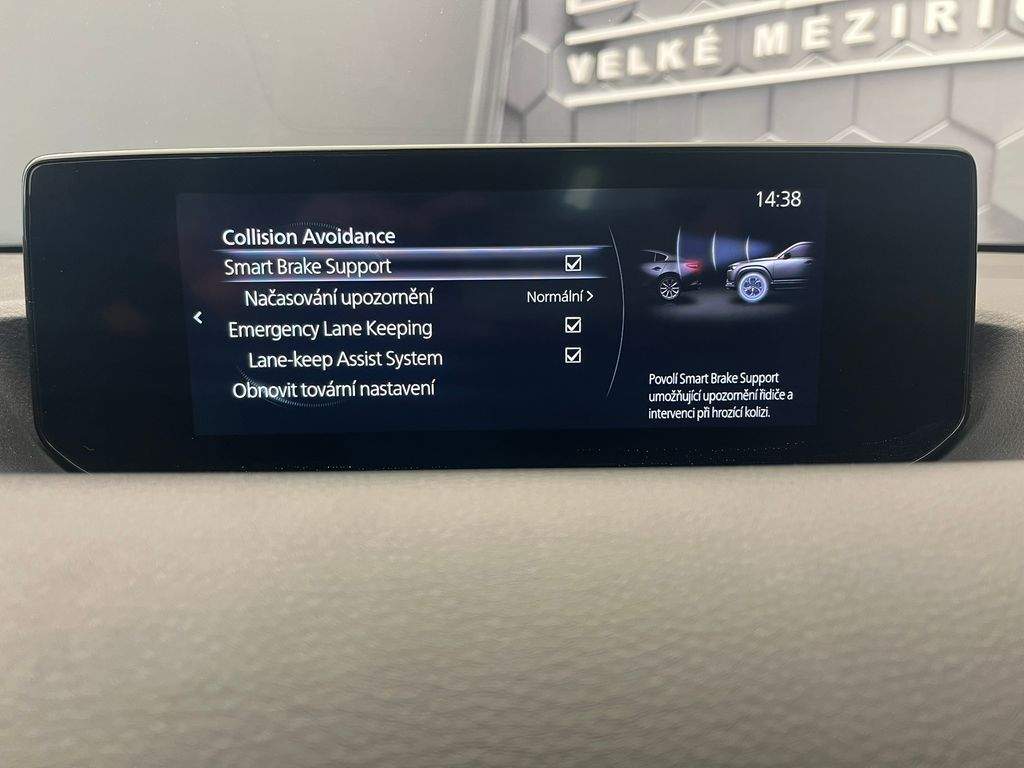 VELKÉ MEZIŘÍ
14:38
Collision Avoidance
Smart Brake Support
Načasování upozornění Normální
Emergency Lane Keeping
Lane-keep Assist System
Obnovit tovární nastavení
Povolí Smart Brake Support
umožňující upozornění řidiče a
intervenci při hrozící kolizi.